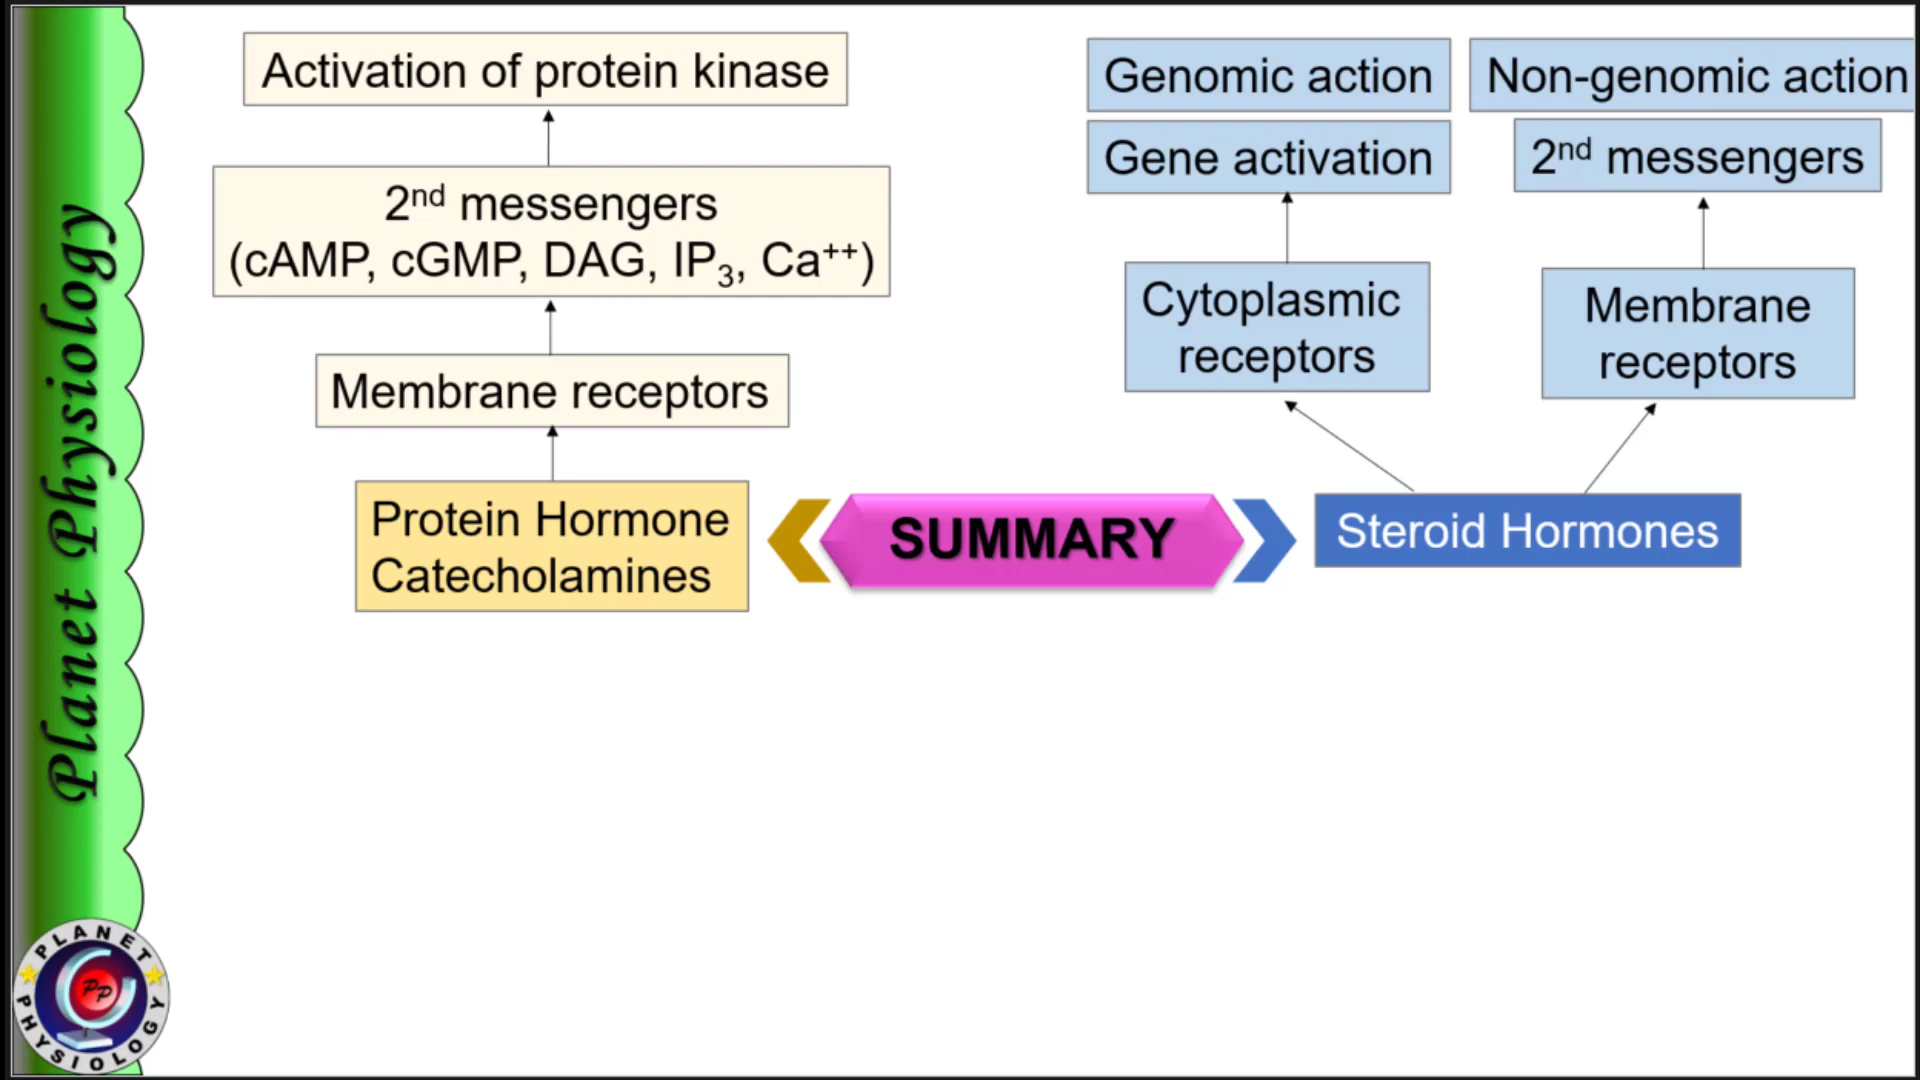 Planet Physiology
Activation of protein kinase
2nd messengers
(cAMP, cGMP, DAG, IP₃, Ca⁺⁺)
Membrane receptors
Protein Hormone
Catecholamines
SUMMARY
Genomic action
Gene activation
Cytoplasmic
receptors
Non-genomic action
2nd messengers
Membrane
receptors
Steroid Hormones
PLANET
PP
PHYSIOLOGY